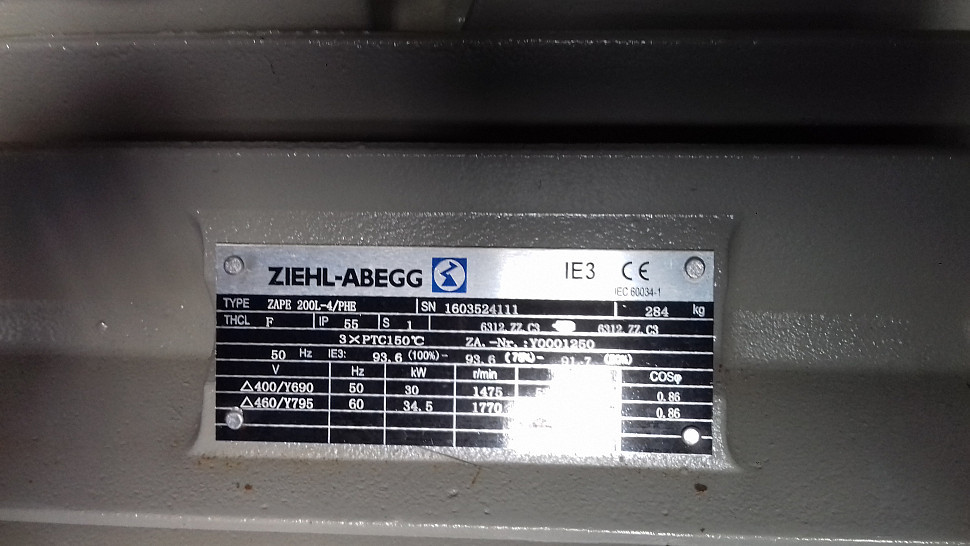 ZIEHL-ABEGG IE3 CE
IEC 60034-1
TYPE ZAPE 200L-4/PHE SN 1603524111 284 kg
THCL F IP 55 S 1 6312.ZZ.C3 6312.ZZ.C3
3×PTC150℃ ZA.-Nr.:Y0001250
50 Hz IE3: 93.6 (100%)- 93.6 (75%)- 91.7 (50%)
V Hz kW r/min COSφ
△400/Y690 50 30 1475 0.86
△460/Y795 60 34.5 1770 0.86